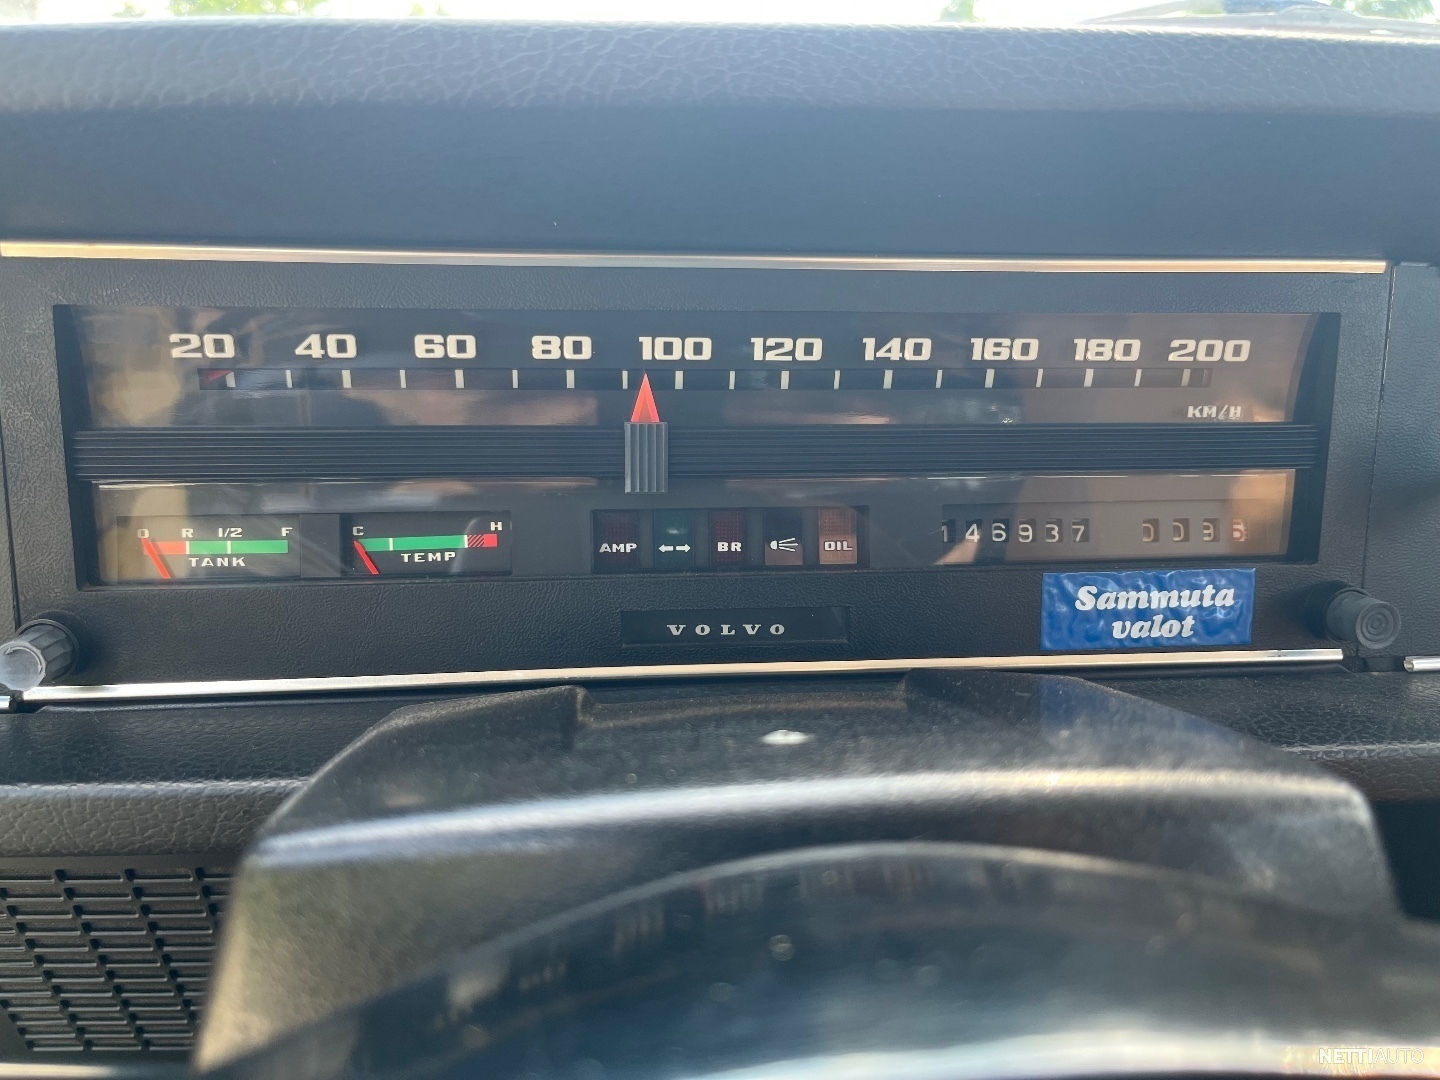 20 40 60 80 100 120 140 160 180 200
KM/H
0 R 1/2 F
TANK
C H
TEMP
AMP BR OIL
146937
VOLVO
Sammuta
valot
NETTIAUTO